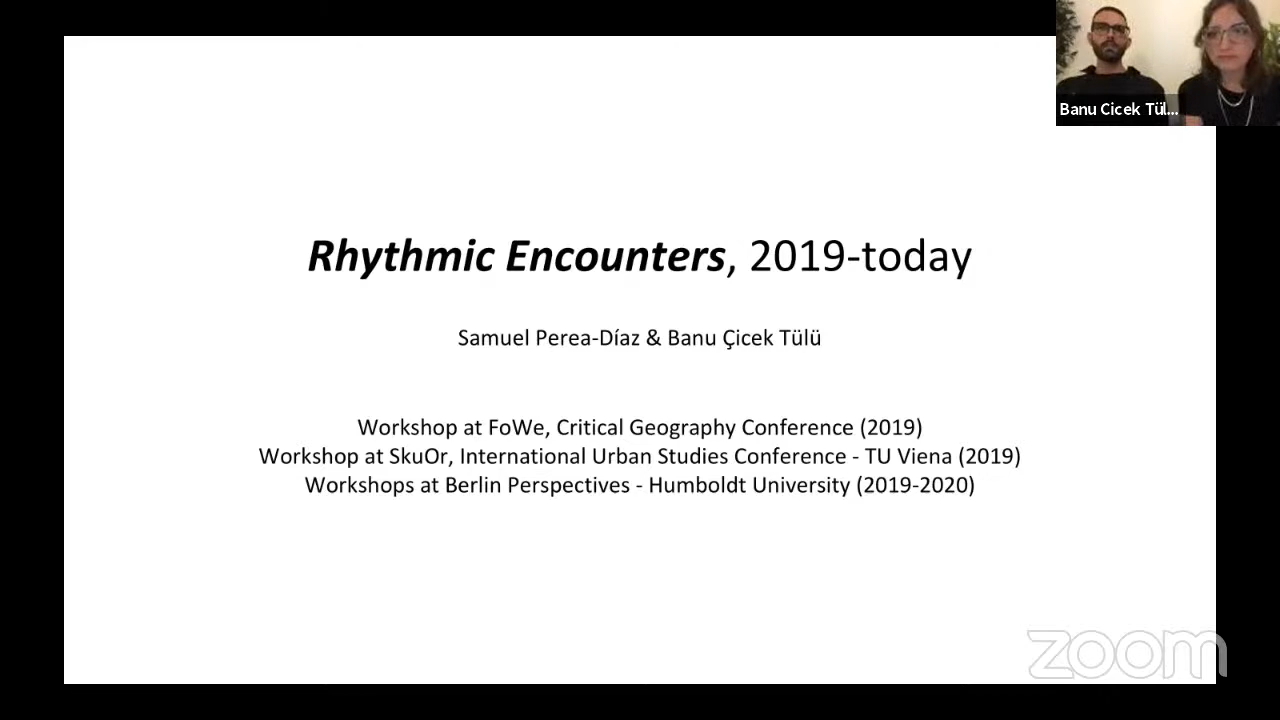 Banu Cicek Tül...
Rhythmic Encounters, 2019-today
Samuel Perea-Díaz & Banu Çicek Tülü
Workshop at FoWe, Critical Geography Conference (2019)
Workshop at SkuOr, International Urban Studies Conference - TU Viena (2019)
Workshops at Berlin Perspectives - Humboldt University (2019-2020)
zoom